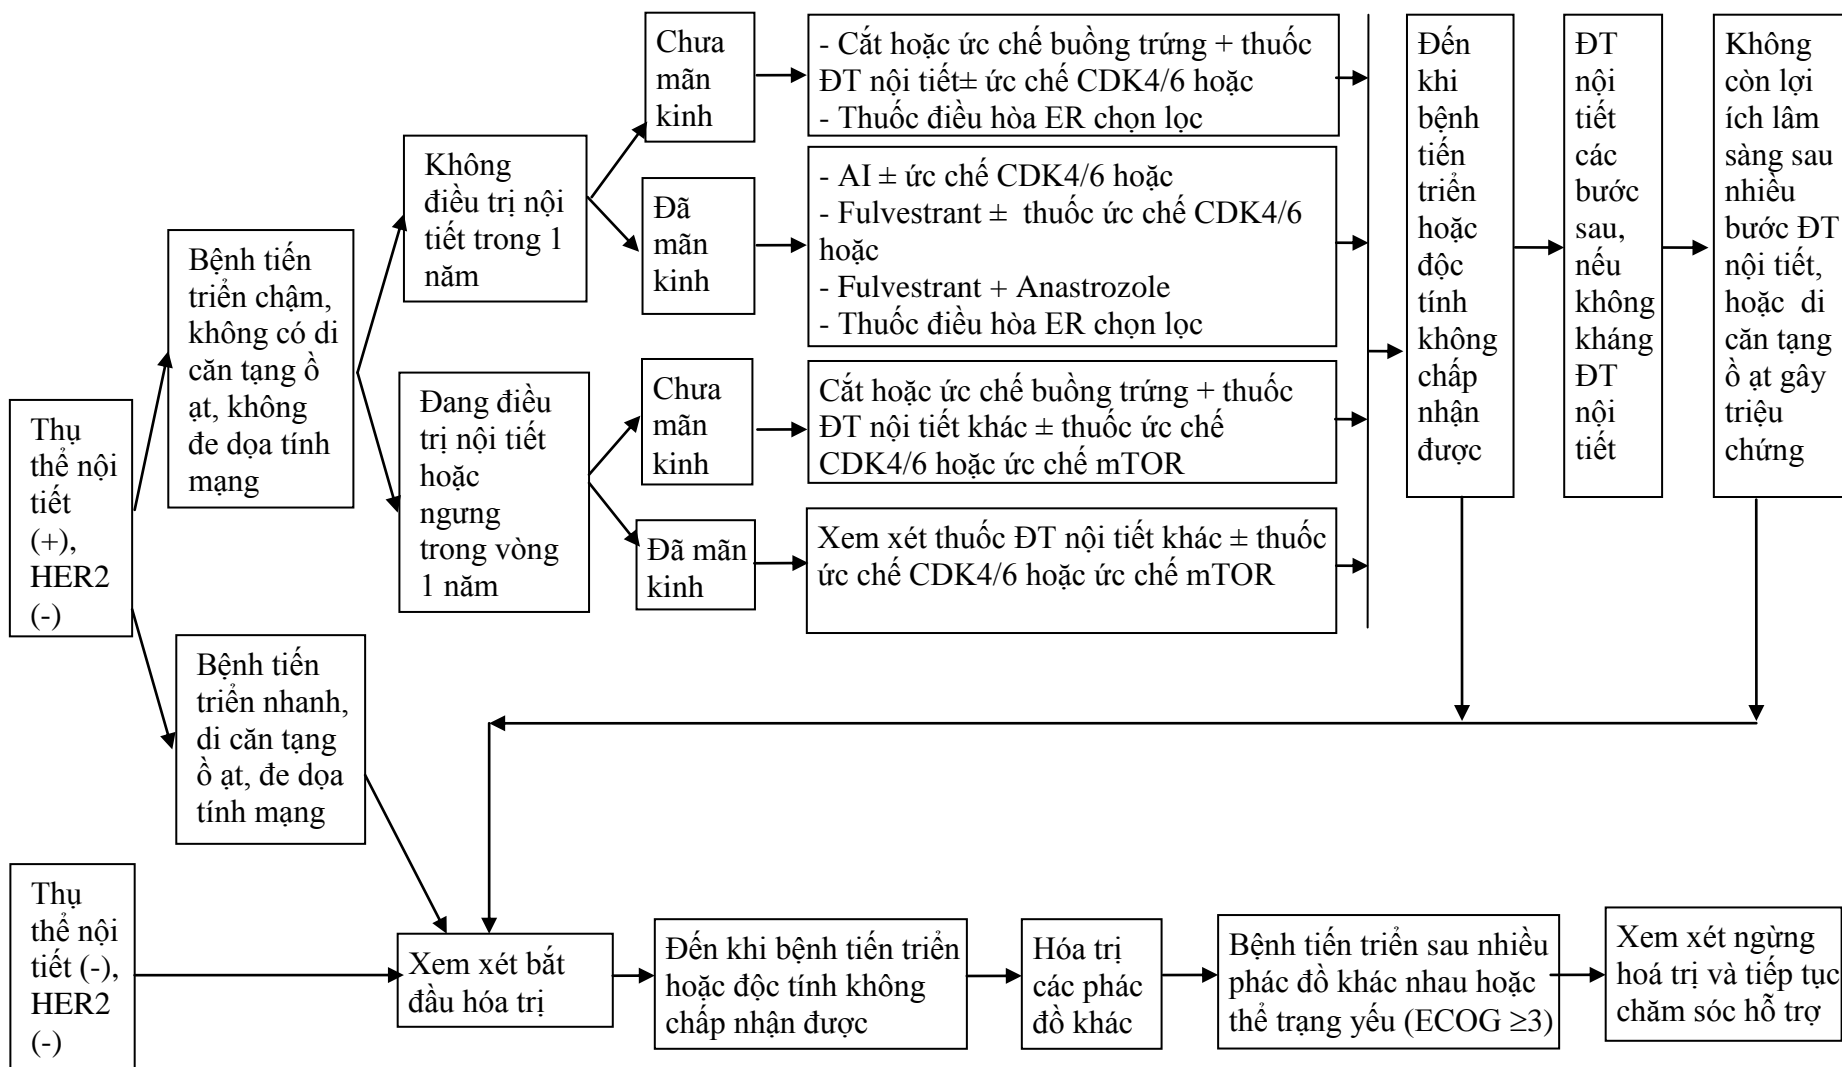 Thụ
thể nội
tiết
(+),
HER2
(-)
Bệnh tiến
triển chậm,
không có di
căn tạng ồ
ạt, không
đe dọa tính
mạng
Không
điều trị nội
tiết trong 1
năm
Chưa
mãn
kinh
- Cắt hoặc ức chế buồng trứng + thuốc
ĐT nội tiết± ức chế CDK4/6 hoặc
- Thuốc điều hòa ER chọn lọc
Đã
mãn
kinh
- AI ± ức chế CDK4/6 hoặc
- Fulvestrant ± thuốc ức chế CDK4/6
hoặc
- Fulvestrant + Anastrozole
- Thuốc điều hòa ER chọn lọc
Đang điều
trị nội tiết
hoặc
ngưng
trong vòng
1 năm
Chưa
mãn
kinh
Cắt hoặc ức chế buồng trứng + thuốc
ĐT nội tiết khác ± thuốc ức chế
CDK4/6 hoặc ức chế mTOR
Đã mãn
kinh
Xem xét thuốc ĐT nội tiết khác ± thuốc
ức chế CDK4/6 hoặc ức chế mTOR
Đến
khi
bệnh
tiến
triển
hoặc
độc
tính
không
chấp
nhận
được
ĐT
nội
tiết
các
bước
sau,
nếu
không
kháng
ĐT
nội
tiết
Không
còn lợi
ích lâm
sàng sau
nhiều
bước ĐT
nội tiết,
hoặc di
căn tạng
ồ ạt gây
triệu
chứng
Bệnh tiến
triển nhanh,
di căn tạng
ồ ạt, đe dọa
tính mạng
Thụ
thể nội
tiết (-),
HER2
(-)
Xem xét bắt
đầu hóa trị
Đến khi bệnh tiến triển
hoặc độc tính không
chấp nhận được
Hóa trị
các phác
đồ khác
Bệnh tiến triển sau nhiều
phác đồ khác nhau hoặc
thể trạng yếu (ECOG ≥3)
Xem xét ngừng
hoá trị và tiếp tục
chăm sóc hỗ trợ